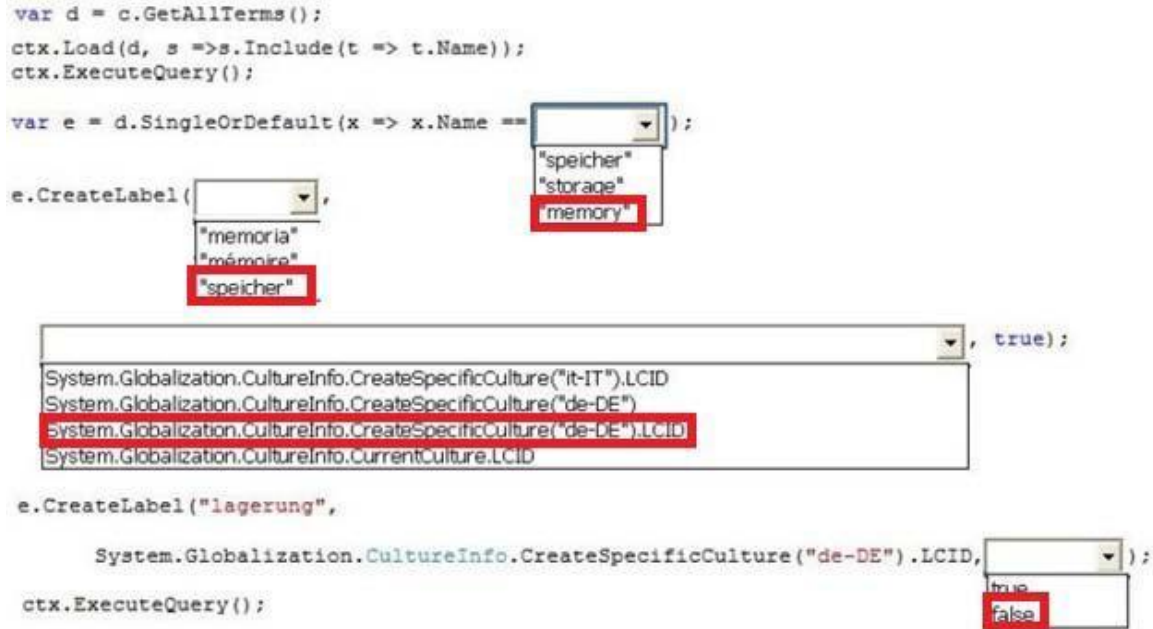 var d = c.GetAllTerms();
ctx.Load(d, s =>s.Include(t => t.Name));
ctx.ExecuteQuery();
var e = d.SingleOrDefault(x => x.Name == );
"speicher"
"storage"
"memory"
e.CreateLabel( ,
"memoria"
"mémoire"
"speicher"
, true);
System.Globalization.CultureInfo.CreateSpecificCulture("it-IT").LCID
System.Globalization.CultureInfo.CreateSpecificCulture("de-DE")
System.Globalization.CultureInfo.CreateSpecificCulture("de-DE").LCID
System.Globalization.CultureInfo.CurrentCulture.LCID
e.CreateLabel("lagerung",
System.Globalization.CultureInfo.CreateSpecificCulture("de-DE").LCID, );
true
false
ctx.ExecuteQuery();